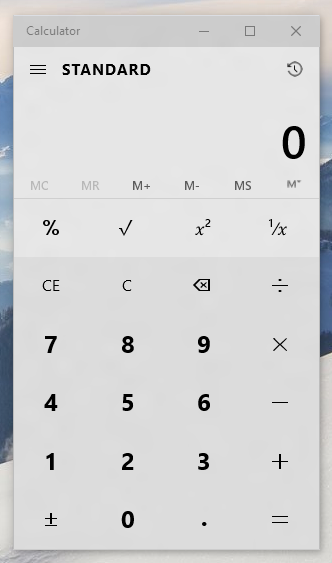 Calculator
STANDARD
0
MC MR M+ M- MS M▾
% √ x² ¹/x
CE C ÷
7 8 9 ×
4 5 6 −
1 2 3 +
± 0 . =